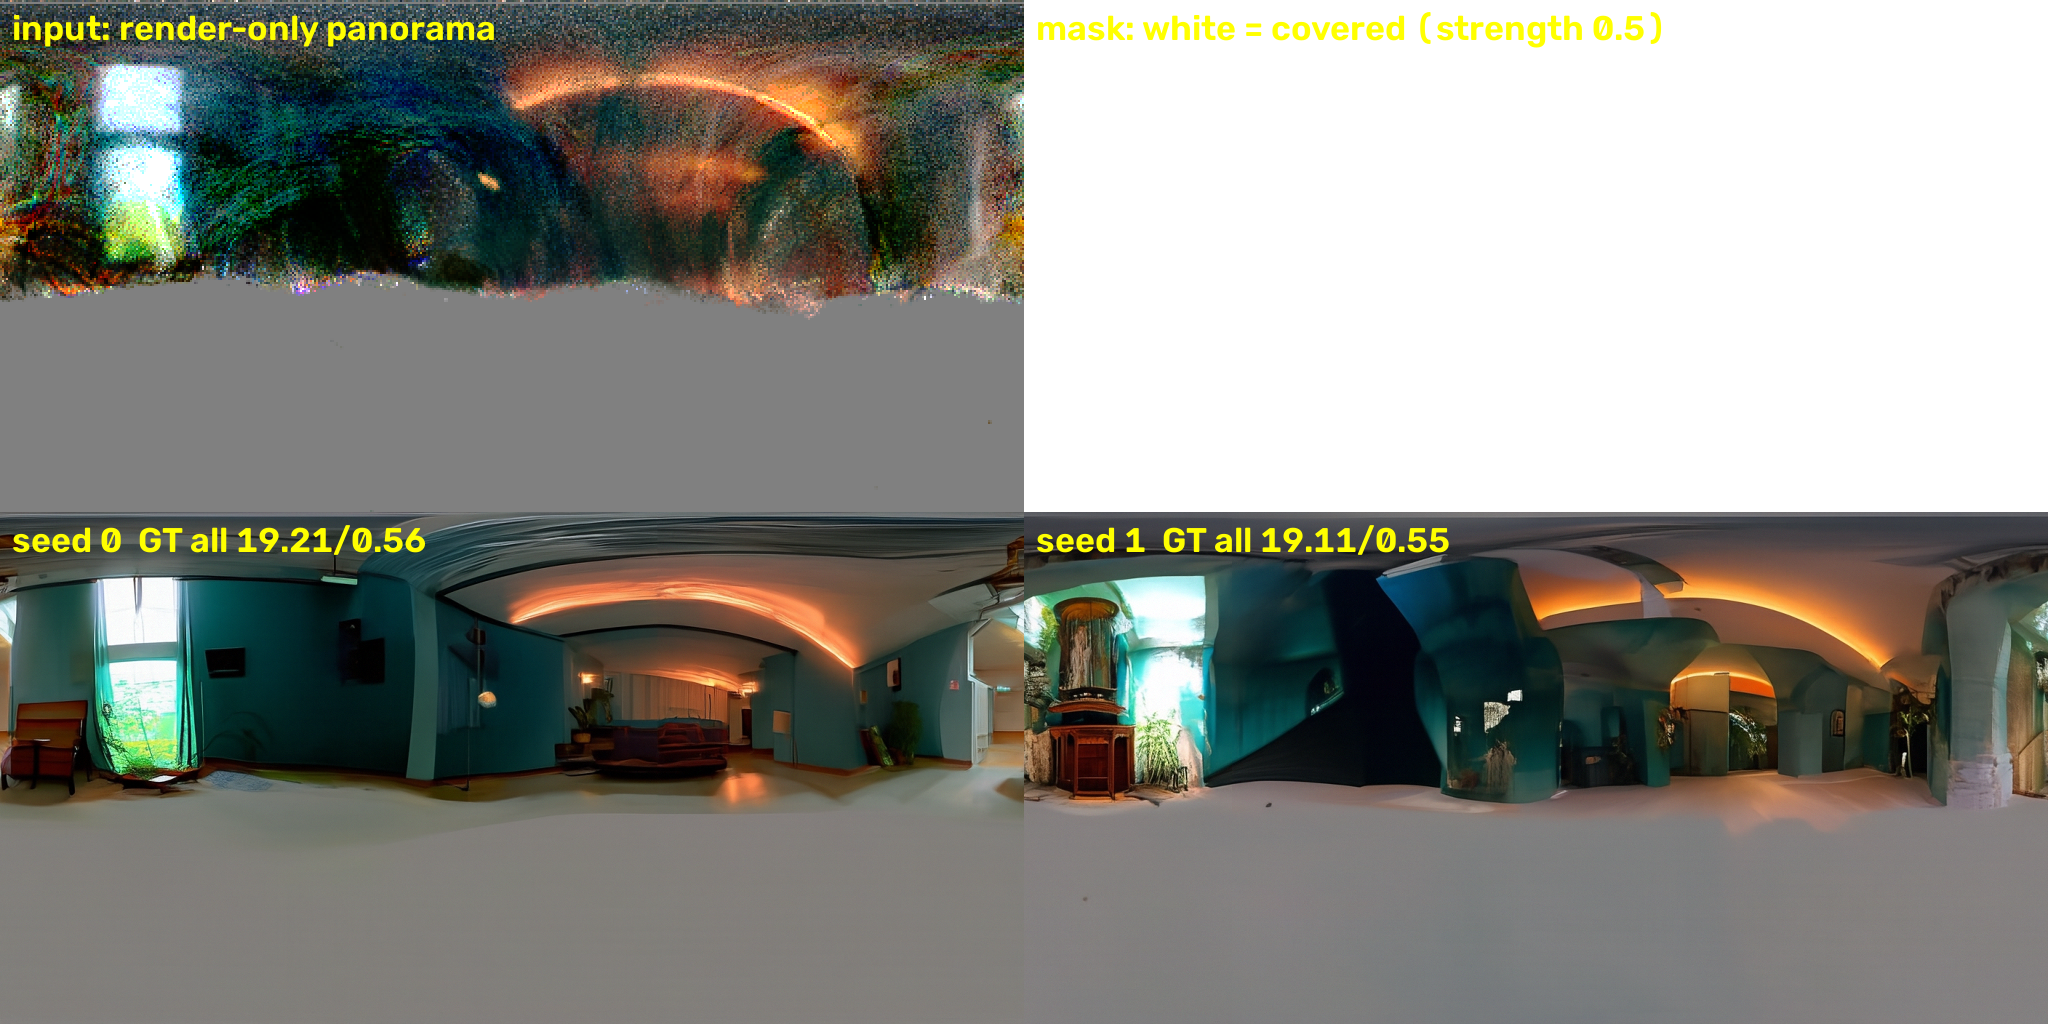 input: render-only panorama
mask: white = covered (strength 0.5)
seed 0 GT all 19.21/0.56
seed 1 GT all 19.11/0.55